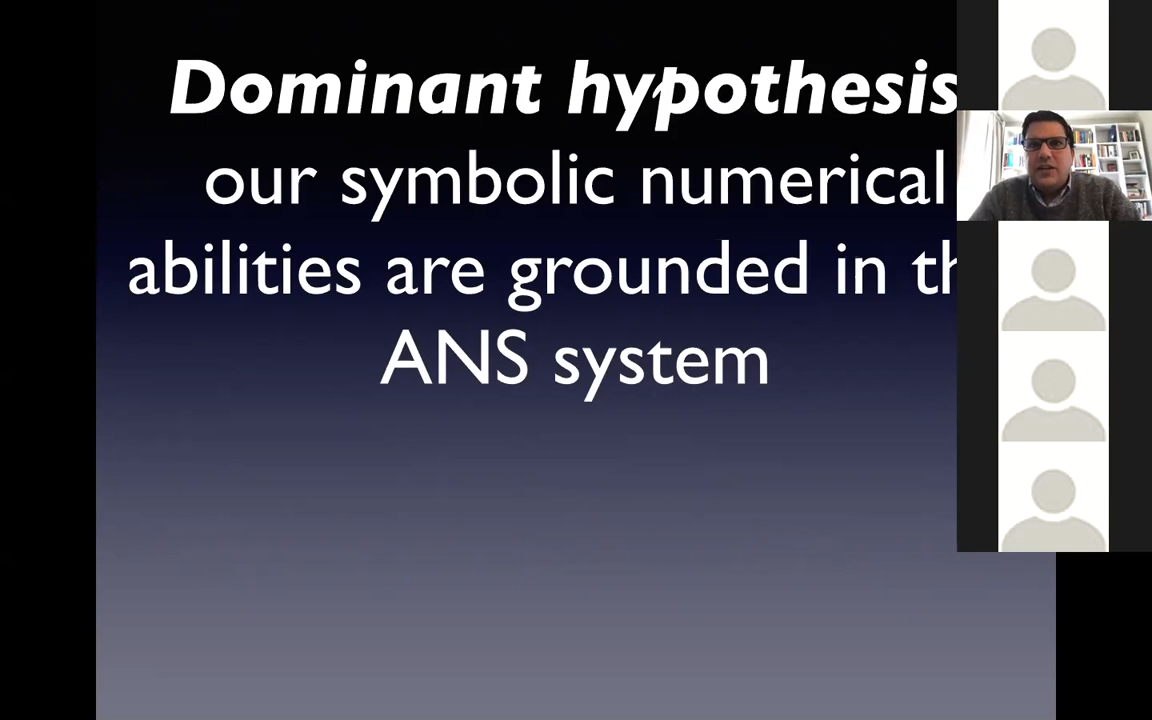 Dominant hypothesis
our symbolic numerical
abilities are grounded in
ANS system